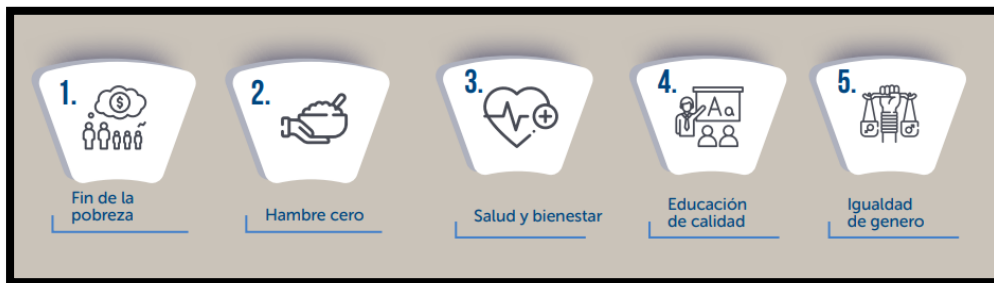 1.
Fin de la
pobreza
2.
$
Hambre cero
3.
Salud y bienestar
4.
Aa
Educación
de calidad
5.
Igualdad
de genero